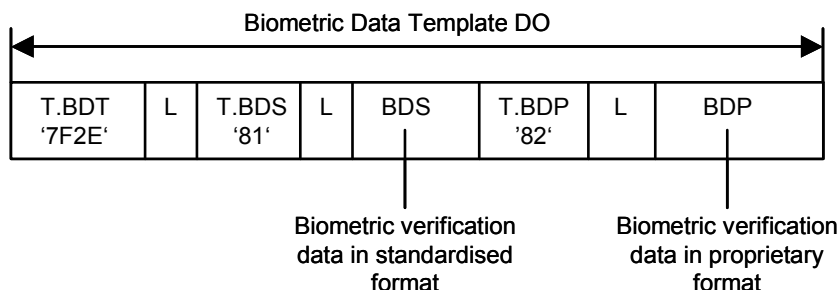 Biometric Data Template DO
T.BDT L T.BDS L BDS T.BDP L BDP
‘7F2E‘ ‘81‘ ’82‘
Biometric verification
data in standardised
format
Biometric verification
data in proprietary
format